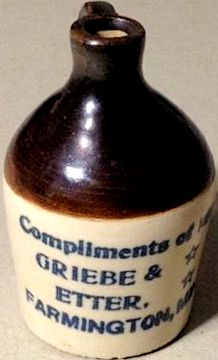 Compliments of
GRIEBE &
ETTER.
FARMINGTON,